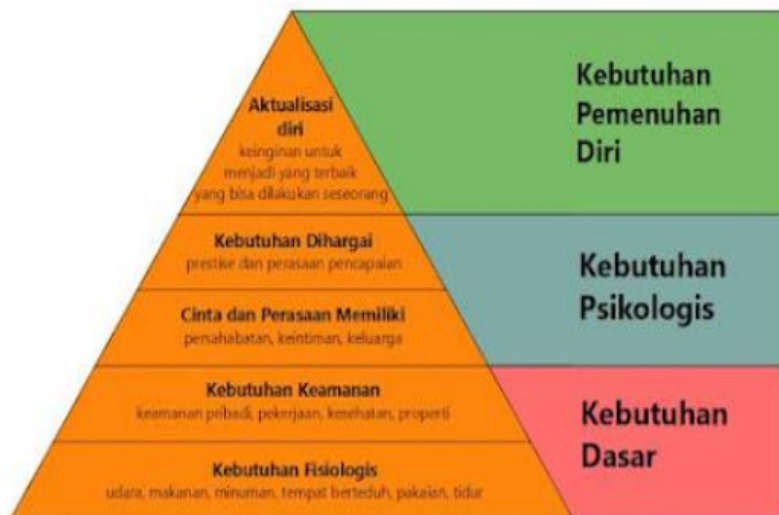 Aktualisasi
diri
keinginan untuk
menjadi yang terbaik
yang bisa dilakukan seseorang
Kebutuhan
Pemenuhan
Diri
Kebutuhan Dihargai
prestise dan perasaan pencapaian
Cinta dan Perasaan Memiliki
persahabatan, keintiman, keluarga
Kebutuhan
Psikologis
Kebutuhan Keamanan
keamanan pribadi, pekerjaan, kesehatan, properti
Kebutuhan Fisiologis
udara, makanan, minuman, tempat berteduh, pakaian, tidur
Kebutuhan
Dasar